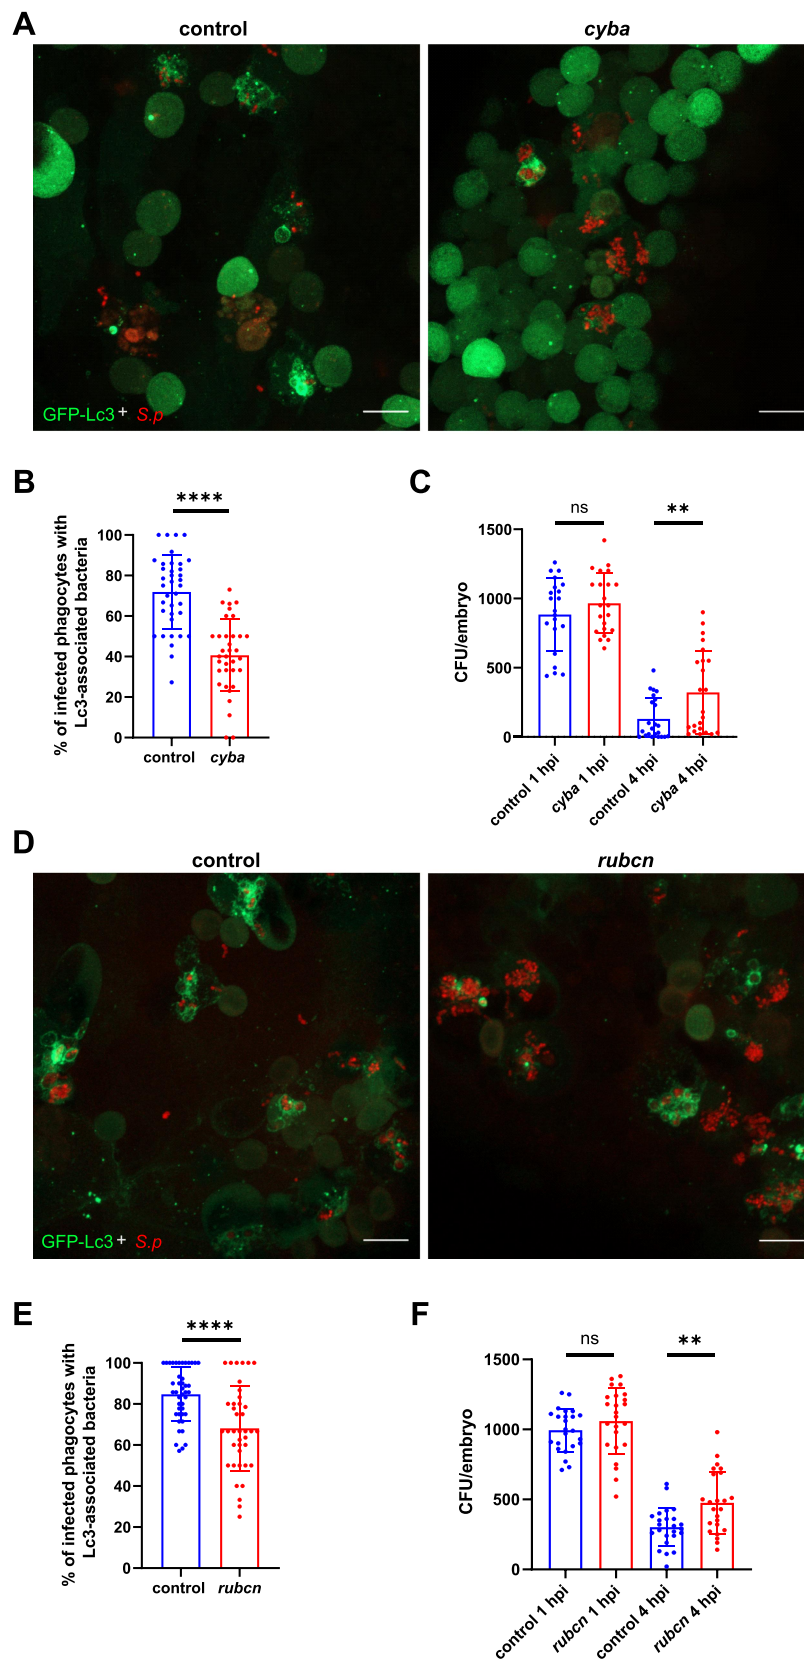 A
control
cyba
GFP-Lc3 + S.p
B
% of infected phagocytes with
Lc3-associated bacteria
****
100
80
60
40
20
0
control
cyba
C
CFU/embryo
ns
**
1500
1000
500
0
control 1 hpi
cyba 1 hpi
control 4 hpi
cyba 4 hpi
D
control
rubcn
GFP-Lc3 + S.p
E
% of infected phagocytes with
Lc3-associated bacteria
****
100
80
60
40
20
0
control
rubcn
F
CFU/embryo
ns
**
1500
1000
500
0
control 1 hpi
rubcn 1 hpi
control 4 hpi
rubcn 4 hpi